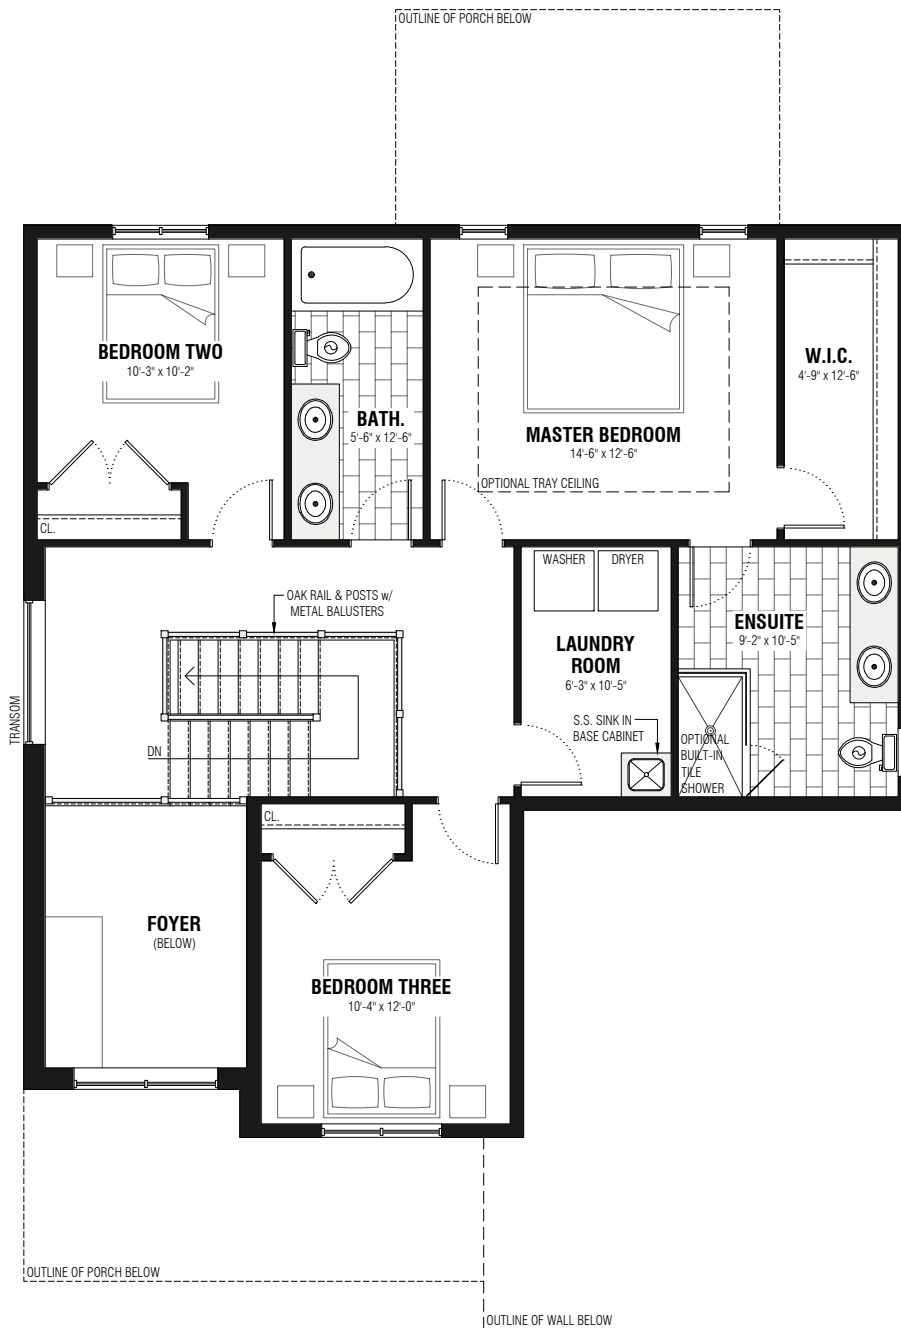 OUTLINE OF PORCH BELOW
BEDROOM TWO
10'-3" x 10'-2"
CL.
BATH.
5'-6" x 12'-6"
MASTER BEDROOM
14'-6" x 12'-6"
OPTIONAL TRAY CEILING
W.I.C.
4'-9" x 12'-6"
WASHER
DRYER
OAK RAIL & POSTS w/
METAL BALUSTERS
LAUNDRY
ROOM
6'-3" x 10'-5"
ENSUITE
9'-2" x 10'-5"
TRANSOM
DN
S.S. SINK IN
BASE CABINET
OPTIONAL
BUILT-IN
TILE
SHOWER
CL.
FOYER
(BELOW)
BEDROOM THREE
10'-4" x 12'-0"
OUTLINE OF PORCH BELOW
OUTLINE OF WALL BELOW